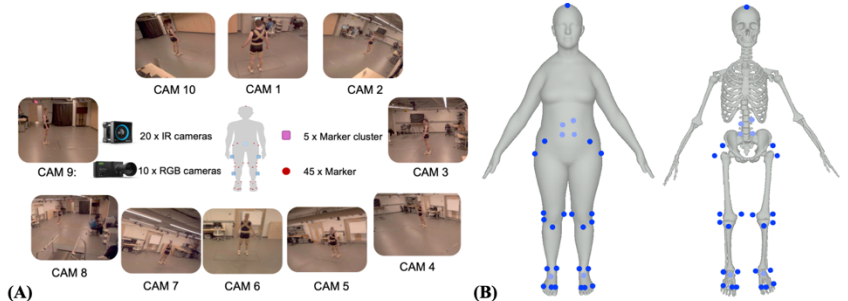 CAM 10
CAM 1
CAM 2
CAM 9:
20 x IR cameras
10 x RGB cameras
5 x Marker cluster
45 x Marker
CAM 3
CAM 8
CAM 7
CAM 6
CAM 5
CAM 4
(A)
(B)